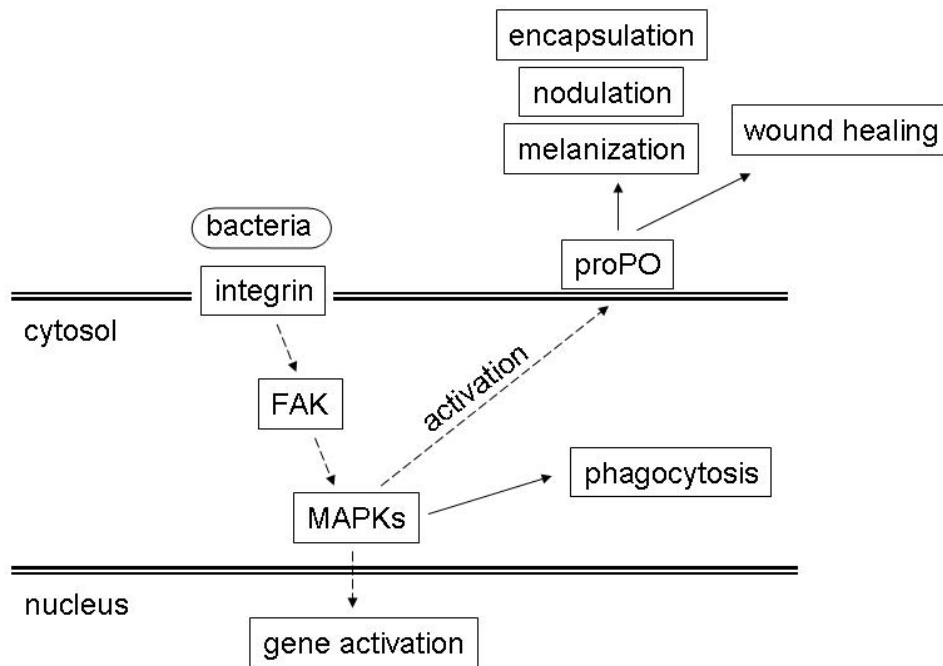 encapsulation
nodulation
melanization
wound healing
bacteria
proPO
integrin
cytosol
activation
FAK
phagocytosis
MAPKs
nucleus
gene activation